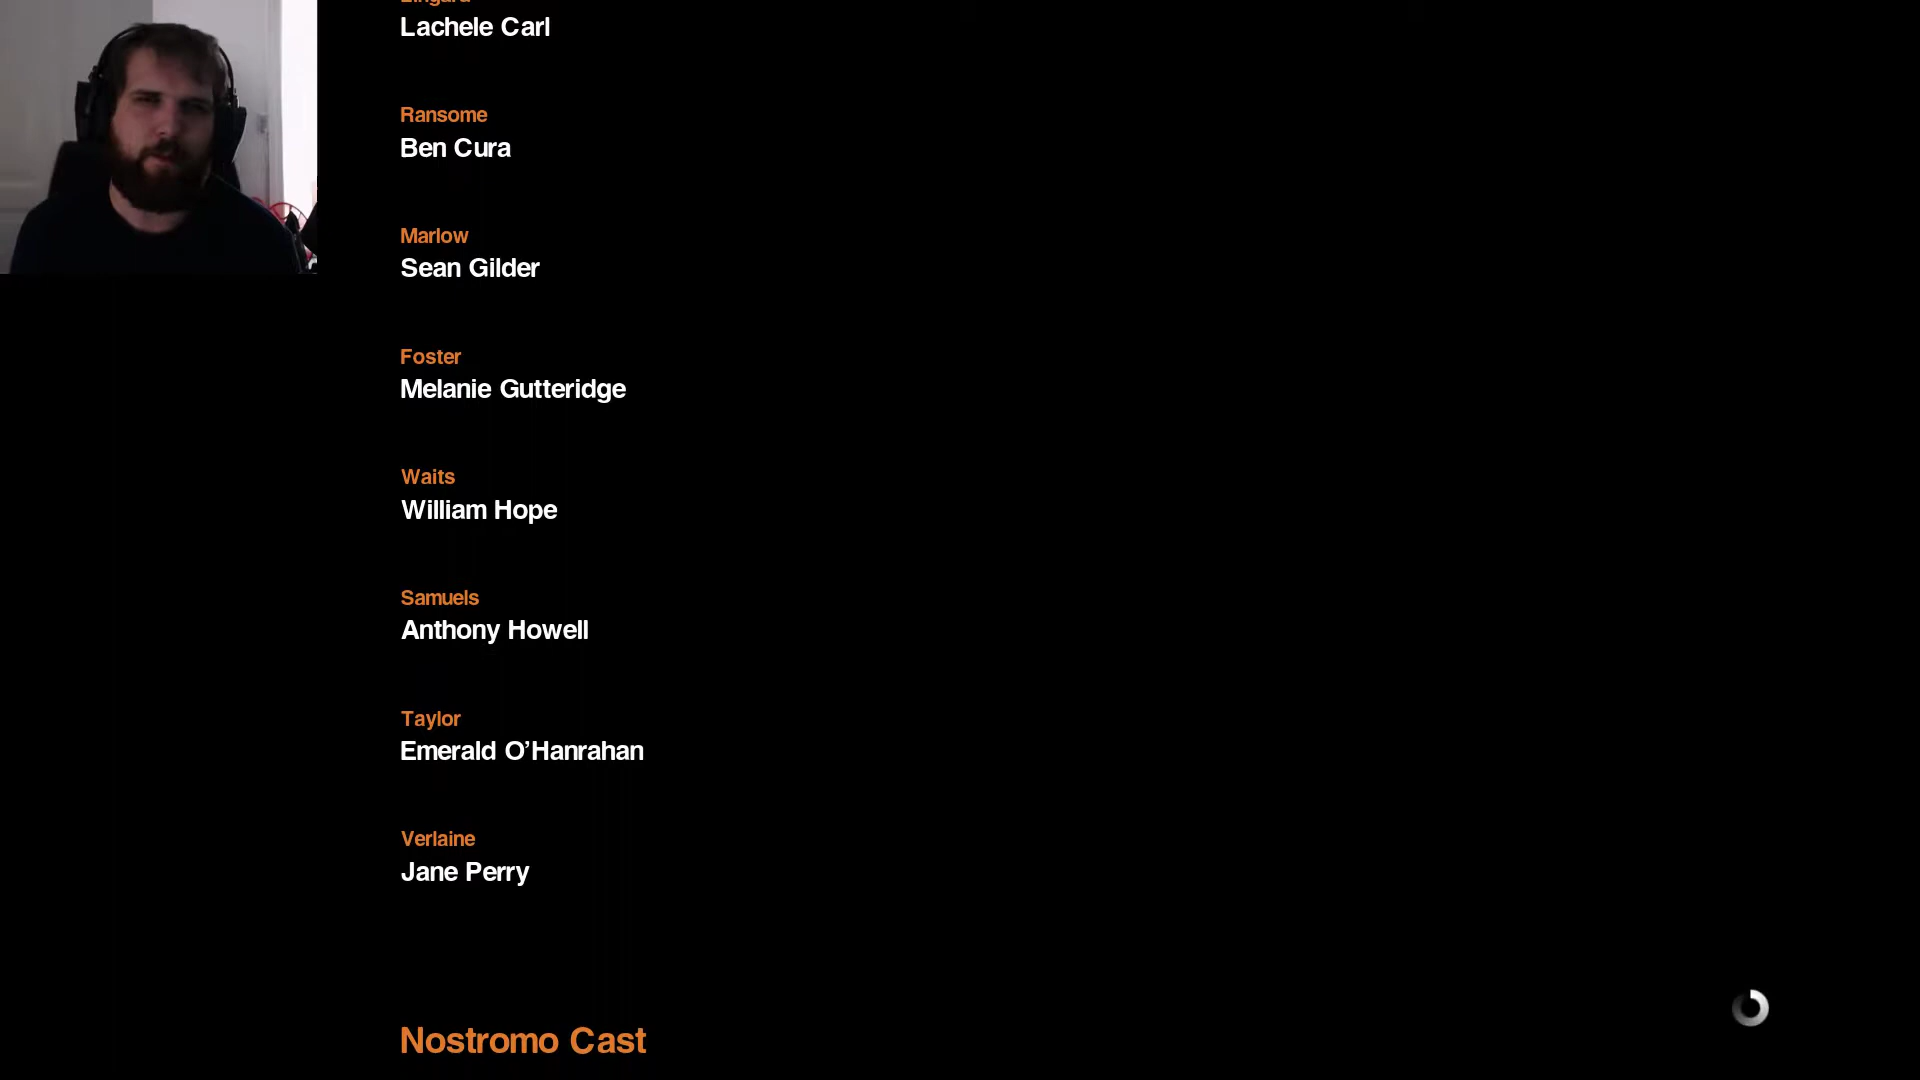 Lachele Carl
Ransome
Ben Cura
Marlow
Sean Gilder
Foster
Melanie Gutteridge
Waits
William Hope
Samuels
Anthony Howell
Taylor
Emerald O’Hanrahan
Verlaine
Jane Perry
Nostromo Cast